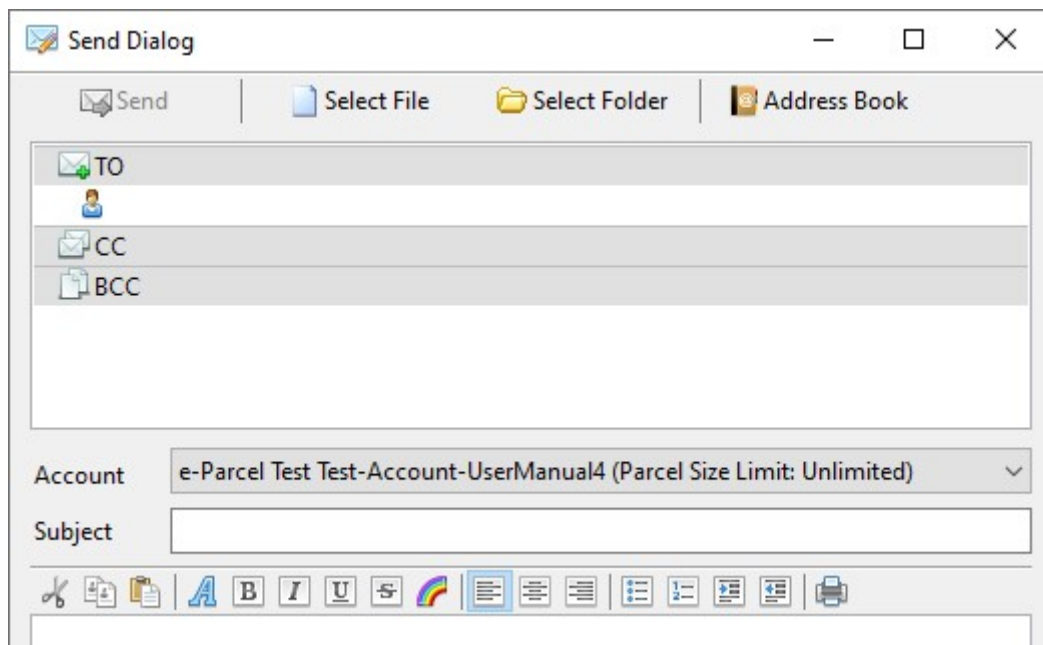 Send Dialog
Send Select File Select Folder Address Book
TO
CC
BCC
Account e-Parcel Test Test-Account-UserManual4 (Parcel Size Limit: Unlimited)
Subject
A B I U S